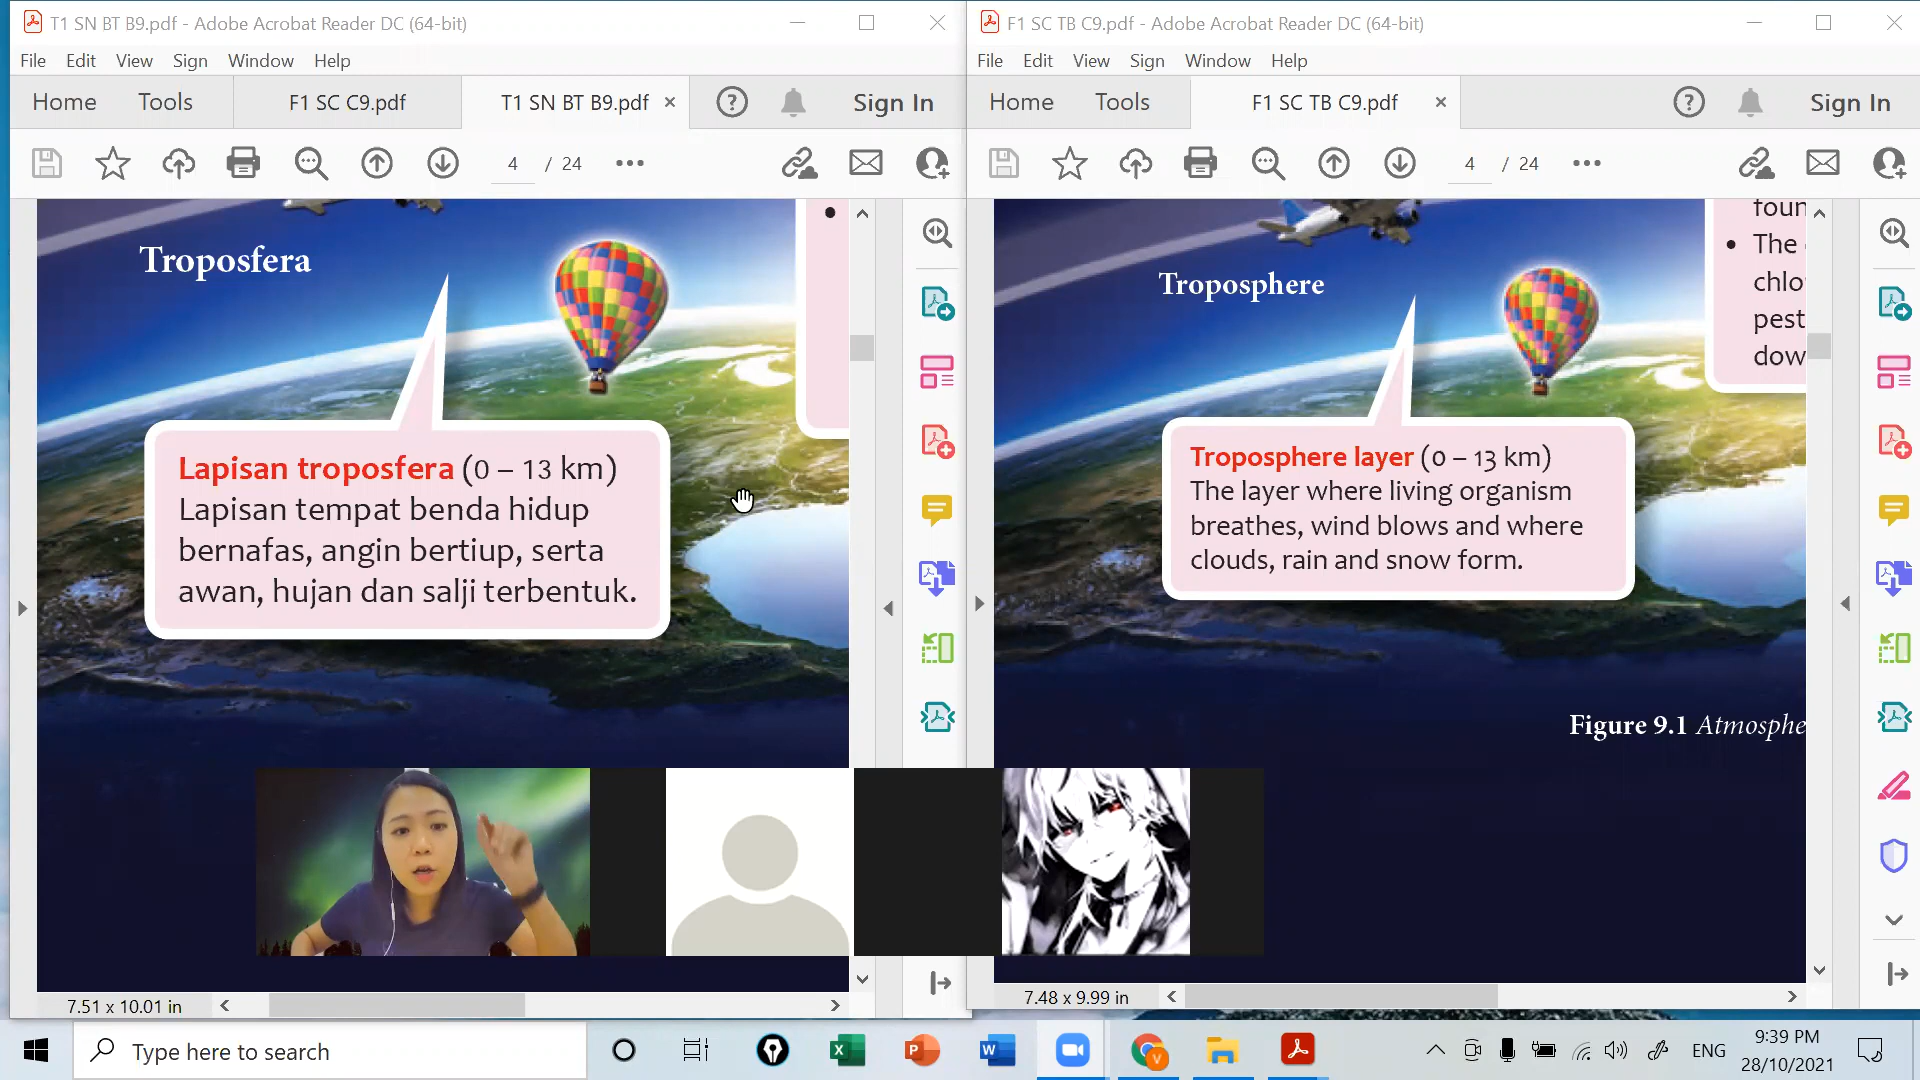 T1 SN BT B9.pdf - Adobe Acrobat Reader DC (64-bit)
File Edit View Sign Window Help
Home Tools F1 SC C9.pdf T1 SN BT B9.pdf Sign In
4 / 24
Troposfera
Lapisan troposfera (0 – 13 km)
Lapisan tempat benda hidup
bernafas, angin bertiup, serta
awan, hujan dan salji terbentuk.
7.51 x 10.01 in
F1 SC TB C9.pdf - Adobe Acrobat Reader DC (64-bit)
File Edit View Sign Window Help
Home Tools F1 SC TB C9.pdf Sign In
4 / 24
foun
• The
chlo
pest
dow
Troposphere
Troposphere layer (0 – 13 km)
The layer where living organism
breathes, wind blows and where
clouds, rain and snow form.
Figure 9.1 Atmosphe
7.48 x 9.99 in
Type here to search
ENG
9:39 PM
28/10/2021